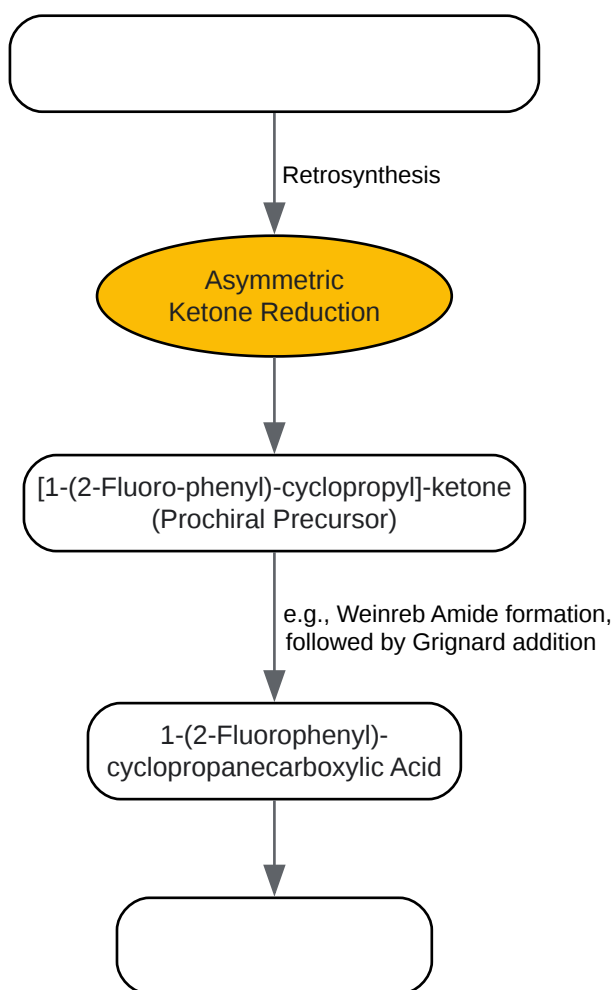 Retrosynthesis
Asymmetric
Ketone Reduction
[1-(2-Fluoro-phenyl)-cyclopropyl]-ketone
(Prochiral Precursor)
e.g., Weinreb Amide formation,
followed by Grignard addition
1-(2-Fluorophenyl)-
cyclopropanecarboxylic Acid